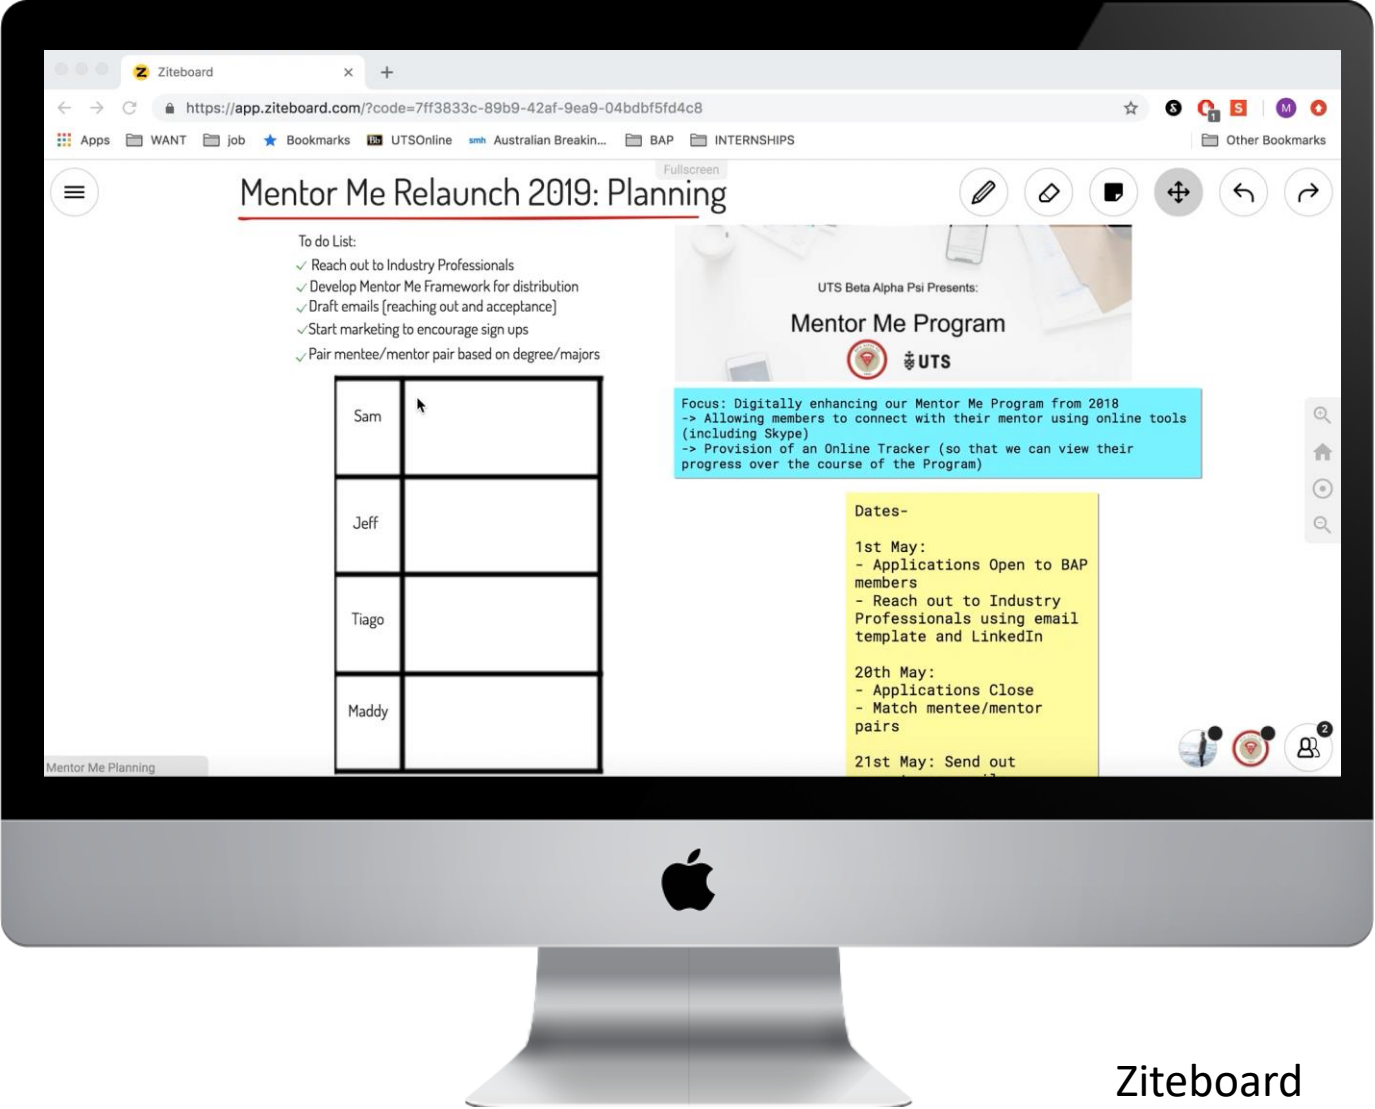 Ziteboard
https://app.ziteboard.com/?code=7ff3833c-89b9-42af-9ea9-04bdbf5fd4c8
S
1
S
M
Apps
WANT
job
Bookmarks
Bb
UTSOnline
smh
Australian Breakin...
BAP
INTERNSHIPS
Other Bookmarks
Fullscreen
Mentor Me Relaunch 2019: Planning
To do List:
Reach out to Industry Professionals
Develop Mentor Me Framework for distribution
Draft emails [reaching out and acceptance]
Start marketing to encourage sign ups
Pair mentee/mentor pair based on degree/majors
UTS Beta Alpha Psi Presents:
Mentor Me Program
UTS
Focus: Digitally enhancing our Mentor Me Program from 2018
-> Allowing members to connect with their mentor using online tools
(including Skype)
-> Provision of an Online Tracker (so that we can view their
progress over the course of the Program)
Sam
Jeff
Tiago
Maddy
Dates-
1st May:
- Applications Open to BAP
members
- Reach out to Industry
Professionals using email
template and LinkedIn
20th May:
- Applications Close
- Match mentee/mentor
pairs
21st May: Send out
2
Mentor Me Planning
Ziteboard